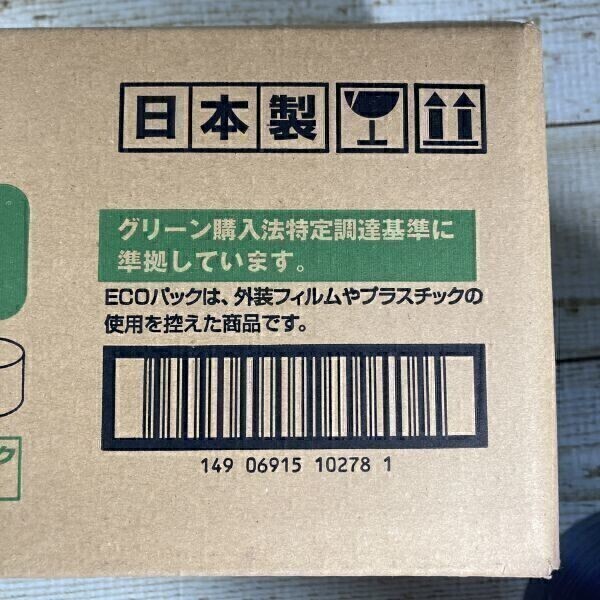 日本製
グリーン購入法特定調達基準に
準拠しています。
ECOパックは、外装フィルムやプラスチックの
使用を控えた商品です。
149 06915 10278 1
ク